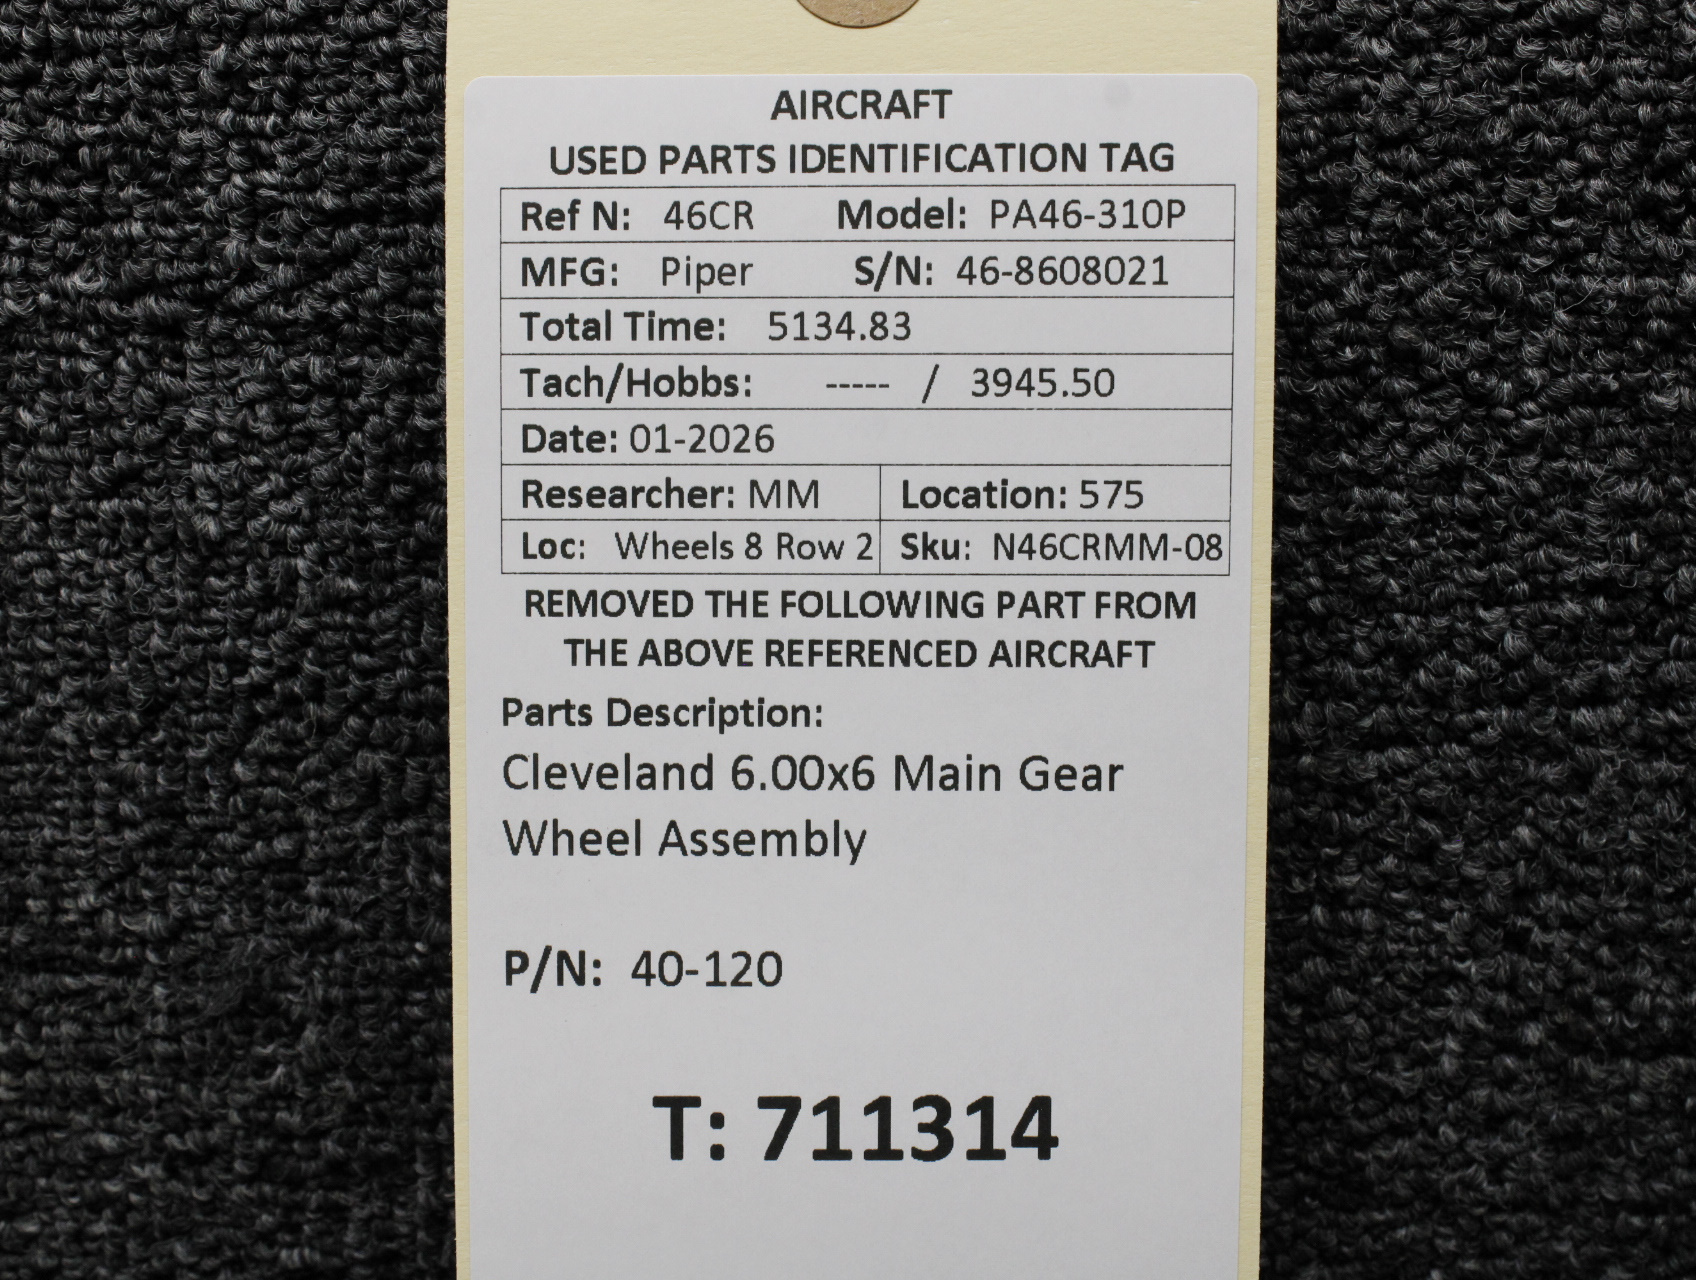 AIRCRAFT
USED PARTS IDENTIFICATION TAG
Ref N: 46CR Model: PA46-310P
MFG: Piper S/N: 46-8608021
Total Time: 5134.83
Tach/Hobbs: ----- / 3945.50
Date: 01-2026
Researcher: MM Location: 575
Loc: Wheels 8 Row 2 Sku: N46CRMM-08
REMOVED THE FOLLOWING PART FROM
THE ABOVE REFERENCED AIRCRAFT
Parts Description:
Cleveland 6.00x6 Main Gear
Wheel Assembly
P/N: 40-120
T: 711314